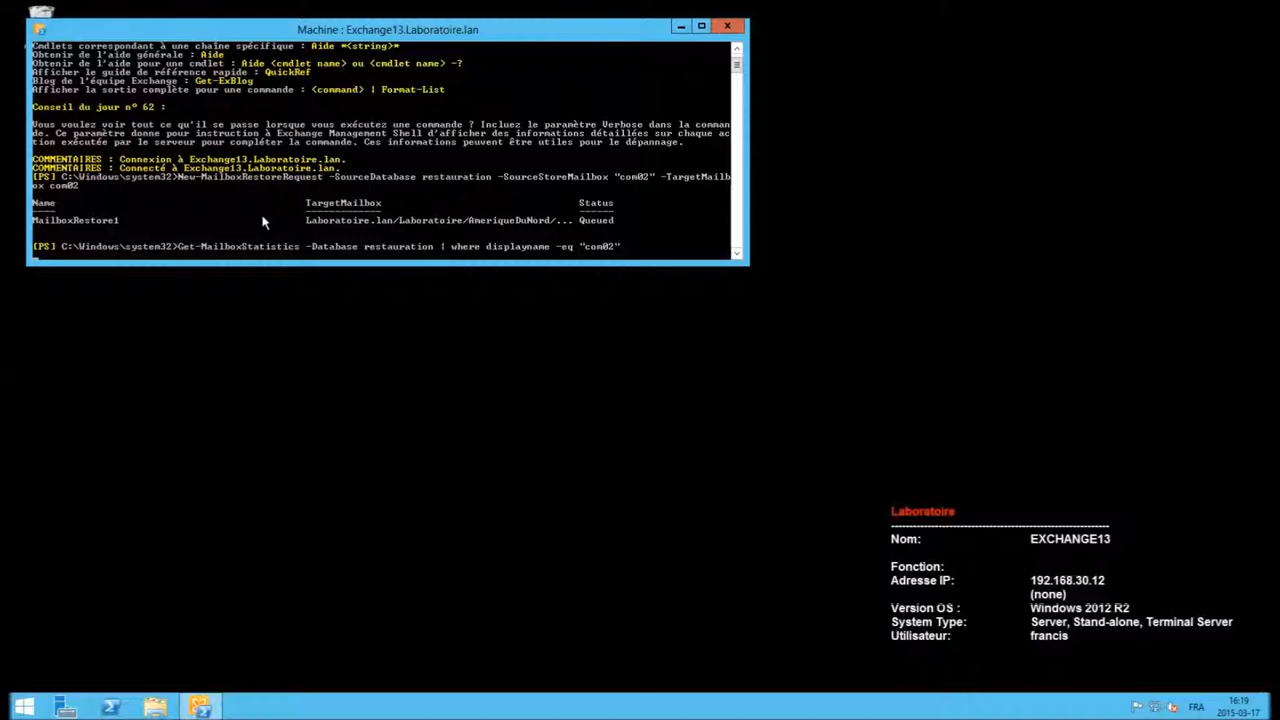 Machine : Exchange13.Laboratoire.lan
Cmdlets correspondant à une chaîne spécifique : Aide *<string>*
Obtenir de l'aide générale : Aide
Obtenir de l'aide pour une cmdlet : Aide <cmdlet name> ou <cmdlet name> -?
Afficher le guide de référence rapide : QuickRef
Blog de l'équipe Exchange : Get-ExBlog
Afficher la sortie complète pour une commande : <command> | Format-List
Conseil du jour n° 62 :
Vous voulez voir tout ce qu'il se passe lorsque vous exécutez une commande ? Incluez le paramètre Verbose dans la comman
de. Ce paramètre donne pour instruction à Exchange Management Shell d'afficher des informations détaillées sur chaque ac
tion exécutée par le serveur pour compléter la commande. Ces informations peuvent être utiles pour le dépannage.
COMMENTAIRES : Connexion à Exchange13.Laboratoire.lan.
COMMENTAIRES : Connecté à Exchange13.Laboratoire.lan.
[PS] C:\Windows\system32>New-MailboxRestoreRequest -SourceDatabase restauration -SourceStoreMailbox "com02" -TargetMailb
ox com02
Name TargetMailbox Status
---- ------------- ------
MailboxRestore1 Laboratoire.lan/Laboratoire/AmeriqueDuNord/... Queued
[PS] C:\Windows\system32>Get-MailboxStatistics -Database restauration | where displayname -eq "com02"
Laboratoire
Nom: EXCHANGE13
Fonction:
Adresse IP: 192.168.30.12
(none)
Version OS : Windows 2012 R2
System Type: Server, Stand-alone, Terminal Server
Utilisateur: francis
FRA
16:19
2015-03-17